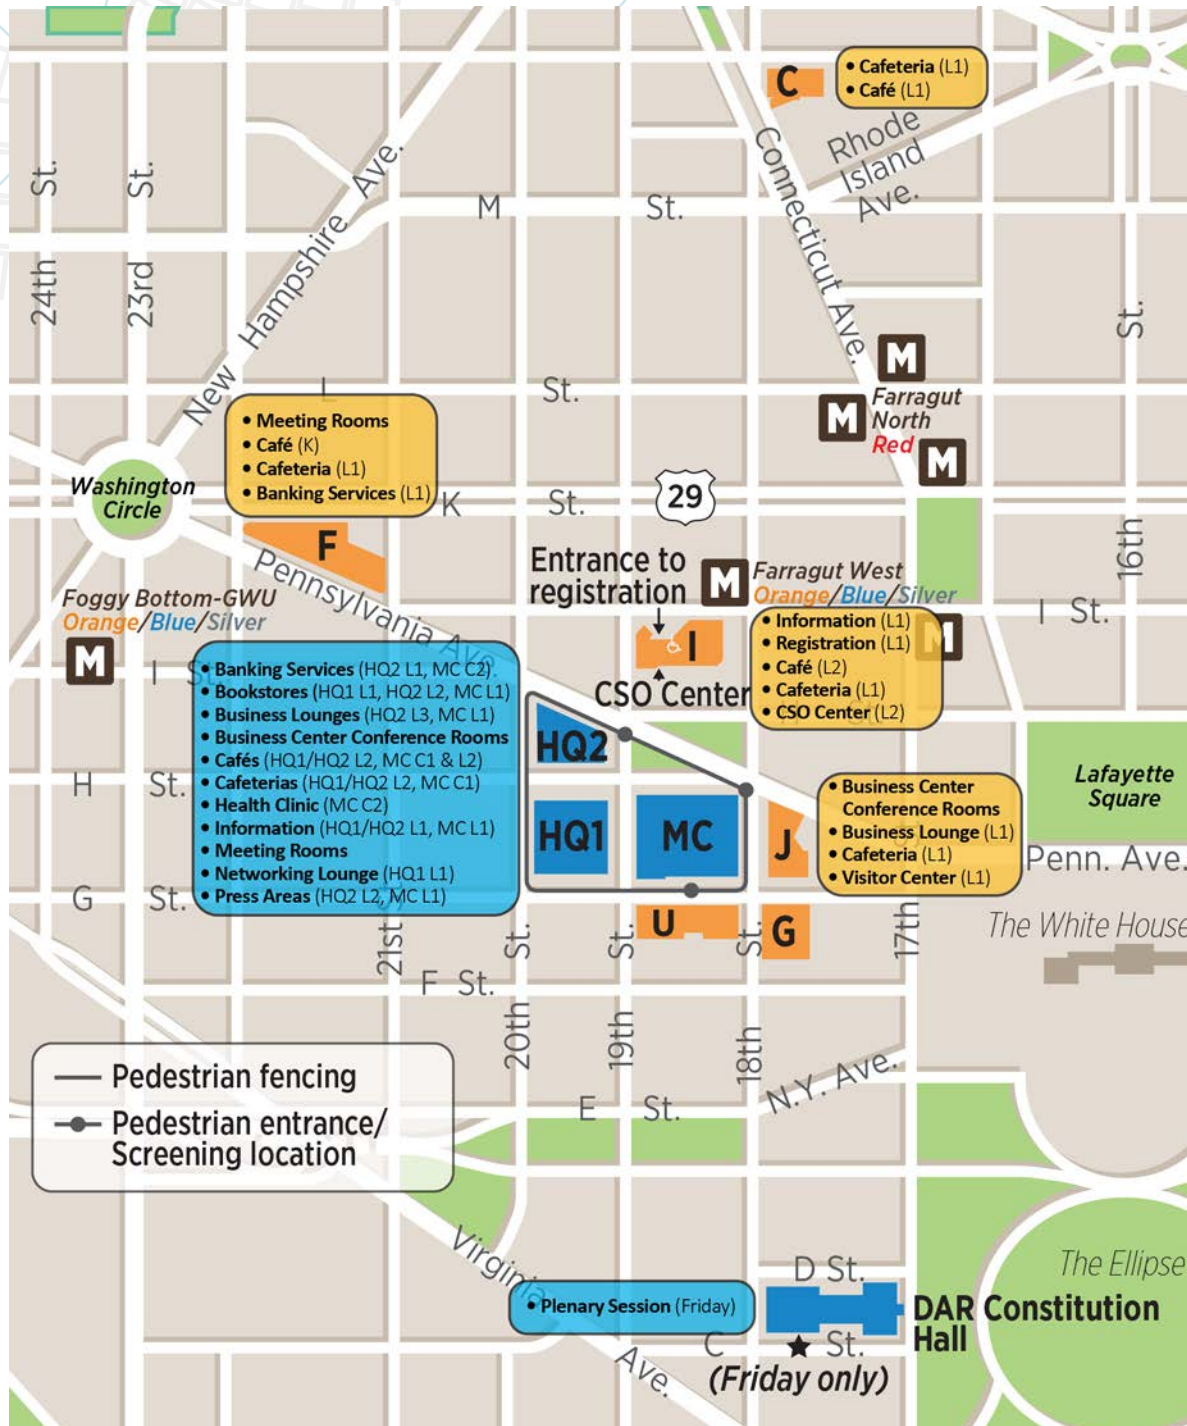 C
• Cafeteria (L1)
• Café (L1)
Rhode
Island
Ave.
Connecticut Ave.
New Hampshire Ave.
M St.
24th St.
23rd St.
St.
M
Farragut
North
Red
M
M
L St.
• Meeting Rooms
• Café (K)
• Cafeteria (L1)
• Banking Services (L1)
Washington
Circle
K St.
29
F
Pennsylvania Ave.
Entrance to
registration
M
Farragut West
Orange/Blue/Silver
16th
I St.
Foggy Bottom-GWU
Orange/Blue/Silver
M
I St.
I
CSO Center
• Information (L1)
• Registration (L1)
• Café (L2)
• Cafeteria (L1)
• CSO Center (L2)
M
St.
• Banking Services (HQ2 L1, MC C2)
• Bookstores (HQ1 L1, HQ2 L2, MC L1)
• Business Lounges (HQ2 L3, MC L1)
• Business Center Conference Rooms
• Cafés (HQ1/HQ2 L2, MC C1 & L2)
• Cafeterias (HQ1/HQ2 L2, MC C1)
• Health Clinic (MC C2)
• Information (HQ1/HQ2 L1, MC L1)
• Meeting Rooms
• Networking Lounge (HQ1 L1)
• Press Areas (HQ2 L2, MC L1)
H St.
G St.
HQ2
HQ1
MC
J
U
G
• Business Center
Conference Rooms
• Business Lounge (L1)
• Cafeteria (L1)
• Visitor Center (L1)
Lafayette
Square
Penn. Ave.
The White House
21st
20th St.
19th St.
18th St.
17th
F St.
Pedestrian fencing
Pedestrian entrance/
Screening location
E St.
N.Y. Ave.
Virginia Ave.
• Plenary Session (Friday)
D St.
The Ellipse
DAR Constitution
Hall
C St.
(Friday only)